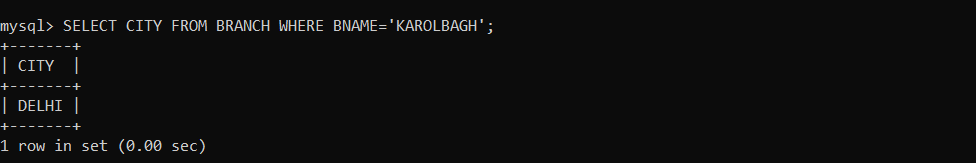 mysql> SELECT CITY FROM BRANCH WHERE BNAME='KAROLBAGH';
+-------+
| CITY  |
+-------+
| DELHI |
+-------+
1 row in set (0.00 sec)